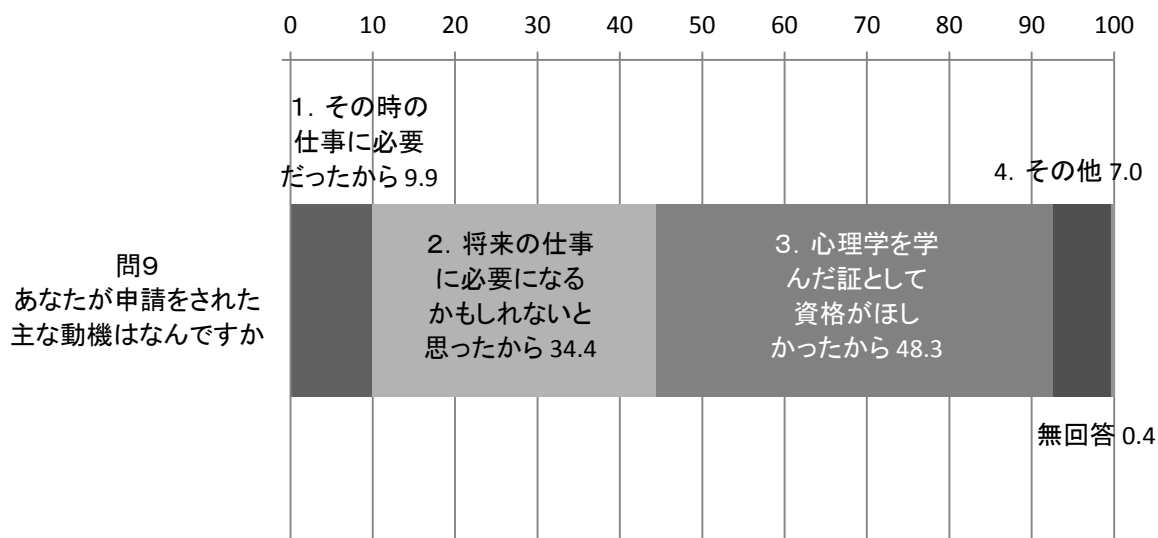 0 10 20 30 40 50 60 70 80 90 100
1. その時の
仕事に必要
だったから 9.9
4. その他 7.0
問9
あなたが申請をされた
主な動機はなんですか
2. 将来の仕事
に必要になる
かもしれないと
思ったから 34.4
3. 心理学を学
んだ証として
資格がほし
かったから 48.3
無回答 0.4